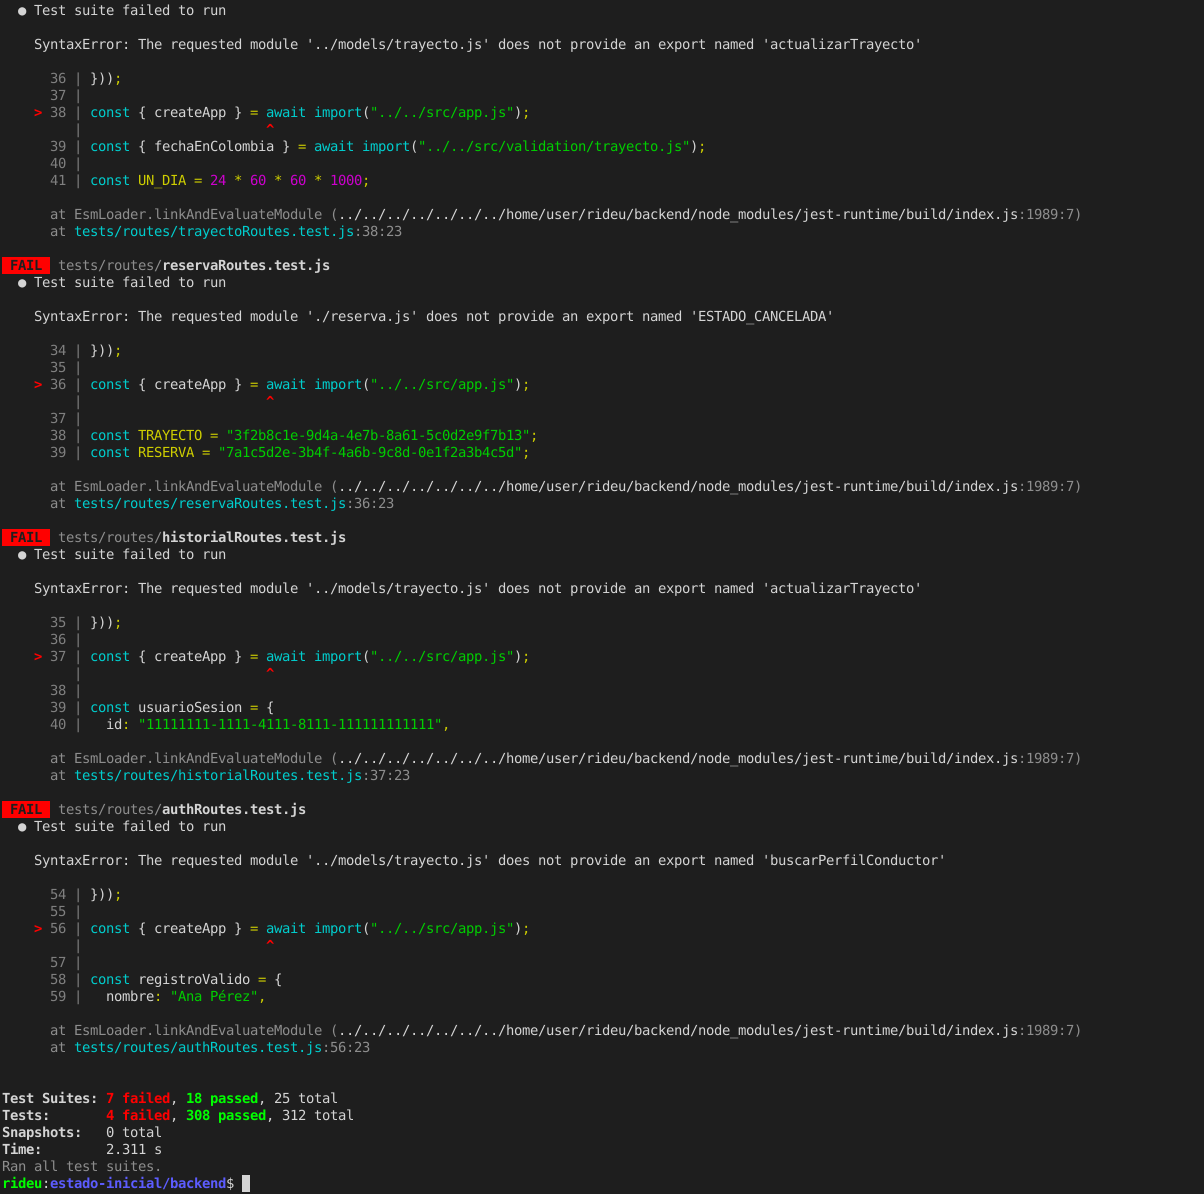 ● Test suite failed to run
SyntaxError: The requested module '../models/trayecto.js' does not provide an export named 'actualizarTrayecto'
36 | }));
37 |
> 38 | const { createApp } = await import("../../src/app.js");
| ^
39 | const { fechaEnColombia } = await import("../../src/validation/trayecto.js");
40 |
41 | const UN_DIA = 24 * 60 * 60 * 1000;
at EsmLoader.linkAndEvaluateModule (../../../../../../../home/user/rideu/backend/node_modules/jest-runtime/build/index.js:1989:7)
at tests/routes/trayectoRoutes.test.js:38:23
FAIL tests/routes/reservaRoutes.test.js
● Test suite failed to run
SyntaxError: The requested module './reserva.js' does not provide an export named 'ESTADO_CANCELADA'
34 | }));
35 |
> 36 | const { createApp } = await import("../../src/app.js");
| ^
37 |
38 | const TRAYECTO = "3f2b8c1e-9d4a-4e7b-8a61-5c0d2e9f7b13";
39 | const RESERVA = "7a1c5d2e-3b4f-4a6b-9c8d-0e1f2a3b4c5d";
at EsmLoader.linkAndEvaluateModule (../../../../../../../home/user/rideu/backend/node_modules/jest-runtime/build/index.js:1989:7)
at tests/routes/reservaRoutes.test.js:36:23
FAIL tests/routes/historialRoutes.test.js
● Test suite failed to run
SyntaxError: The requested module '../models/trayecto.js' does not provide an export named 'actualizarTrayecto'
35 | }));
36 |
> 37 | const { createApp } = await import("../../src/app.js");
| ^
38 |
39 | const usuarioSesion = {
40 | id: "11111111-1111-4111-8111-111111111111",
at EsmLoader.linkAndEvaluateModule (../../../../../../../home/user/rideu/backend/node_modules/jest-runtime/build/index.js:1989:7)
at tests/routes/historialRoutes.test.js:37:23
FAIL tests/routes/authRoutes.test.js
● Test suite failed to run
SyntaxError: The requested module '../models/trayecto.js' does not provide an export named 'buscarPerfilConductor'
54 | }));
55 |
> 56 | const { createApp } = await import("../../src/app.js");
| ^
57 |
58 | const registroValido = {
59 | nombre: "Ana Pérez",
at EsmLoader.linkAndEvaluateModule (../../../../../../../home/user/rideu/backend/node_modules/jest-runtime/build/index.js:1989:7)
at tests/routes/authRoutes.test.js:56:23
Test Suites: 7 failed, 18 passed, 25 total
Tests: 4 failed, 308 passed, 312 total
Snapshots: 0 total
Time: 2.311 s
Ran all test suites.
rideu:estado-inicial/backend$